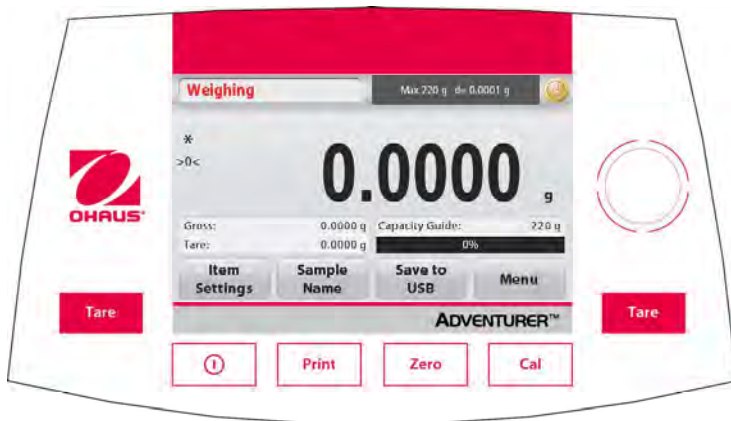 Weighing
Max 220 g d= 0.0001 g
*
>0<
0.0000 g
Gross: 0.0000 g Capacity Guide: 220 g
Tare: 0.0000 g 0%
Item Settings
Sample Name
Save to USB
Menu
OHAUS
Tare
Tare
ADVENTURER™
Print
Zero
Cal